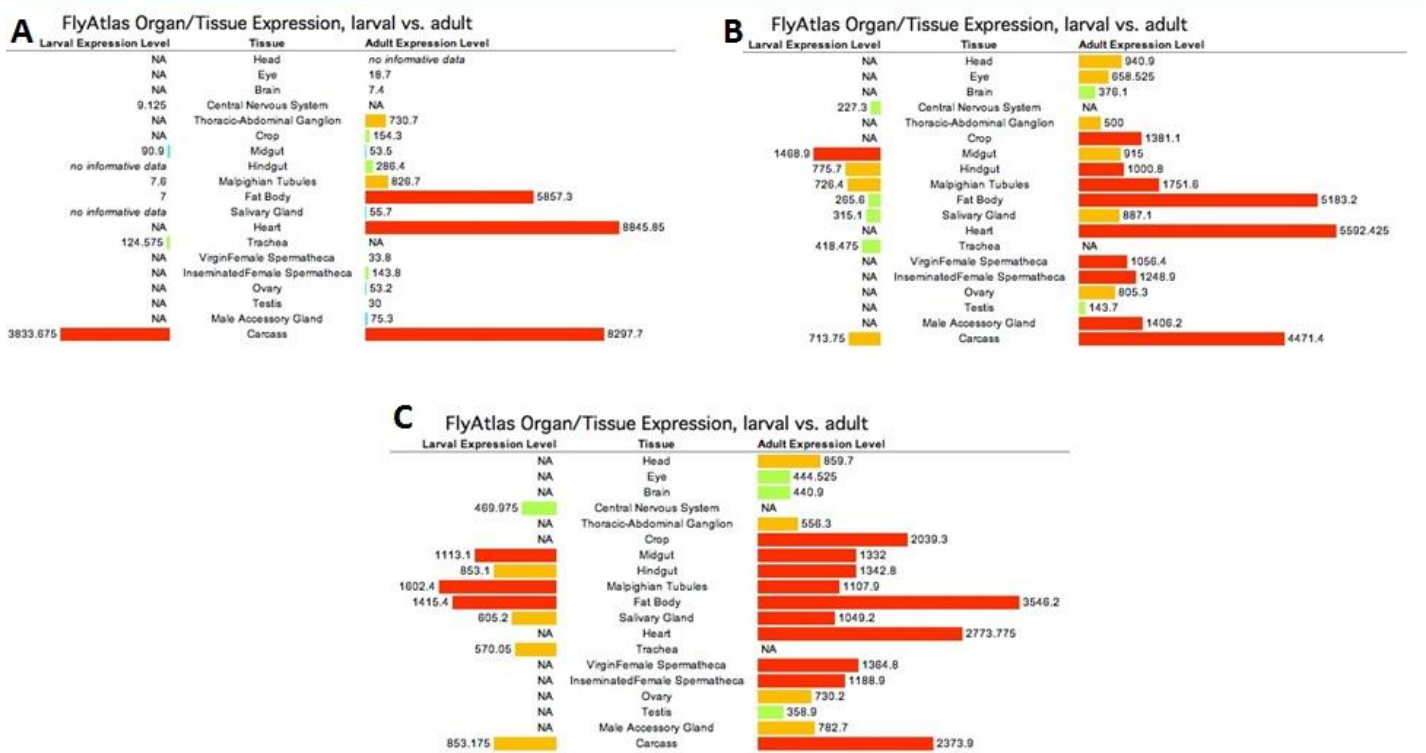 A FlyAtlas Organ/Tissue Expression, larval vs. adult
Larval Expression Level Tissue Adult Expression Level
NA Head no informative data
NA Eye 18.7
NA Brain 7.4
9.125 Central Nervous System NA
NA Thoracic-Abdominal Ganglion 730.7
NA Crop 154.3
90.9 Midgut 53.5
no informative data Hindgut 286.4
7.6 Malpighian Tubules 826.7
7 Fat Body 5857.3
no informative data Salivary Gland 55.7
NA Heart 8845.85
124.575 Trachea NA
NA VirginFemale Spermatheca 33.8
NA InseminatedFemale Spermatheca 143.8
NA Ovary 53.2
NA Testis 30
NA Male Accessory Gland 75.3
3833.675 Carcass 8297.7
B FlyAtlas Organ/Tissue Expression, larval vs. adult
Larval Expression Level Tissue Adult Expression Level
NA Head 940.9
NA Eye 658.525
NA Brain 376.1
227.3 Central Nervous System NA
NA Thoracic-Abdominal Ganglion 500
NA Crop 1381.1
1468.9 Midgut 915
775.7 Hindgut 1000.8
726.4 Malpighian Tubules 1751.6
265.6 Fat Body 5183.2
315.1 Salivary Gland 887.1
NA Heart 5592.425
418.475 Trachea NA
NA VirginFemale Spermatheca 1056.4
NA InseminatedFemale Spermatheca 1248.9
NA Ovary 805.3
NA Testis 143.7
NA Male Accessory Gland 1406.2
713.75 Carcass 4471.4
C FlyAtlas Organ/Tissue Expression, larval vs. adult
Larval Expression Level Tissue Adult Expression Level
NA Head 859.7
NA Eye 444.525
NA Brain 440.9
469.975 Central Nervous System NA
NA Thoracic-Abdominal Ganglion 556.3
NA Crop 2039.3
1113.1 Midgut 1332
853.1 Hindgut 1342.8
1602.4 Malpighian Tubules 1107.9
1415.4 Fat Body 3546.2
605.2 Salivary Gland 1049.2
NA Heart 2773.775
570.05 Trachea NA
NA VirginFemale Spermatheca 1364.8
NA InseminatedFemale Spermatheca 1188.9
NA Ovary 730.2
NA Testis 358.9
NA Male Accessory Gland 782.7
853.175 Carcass 2373.9